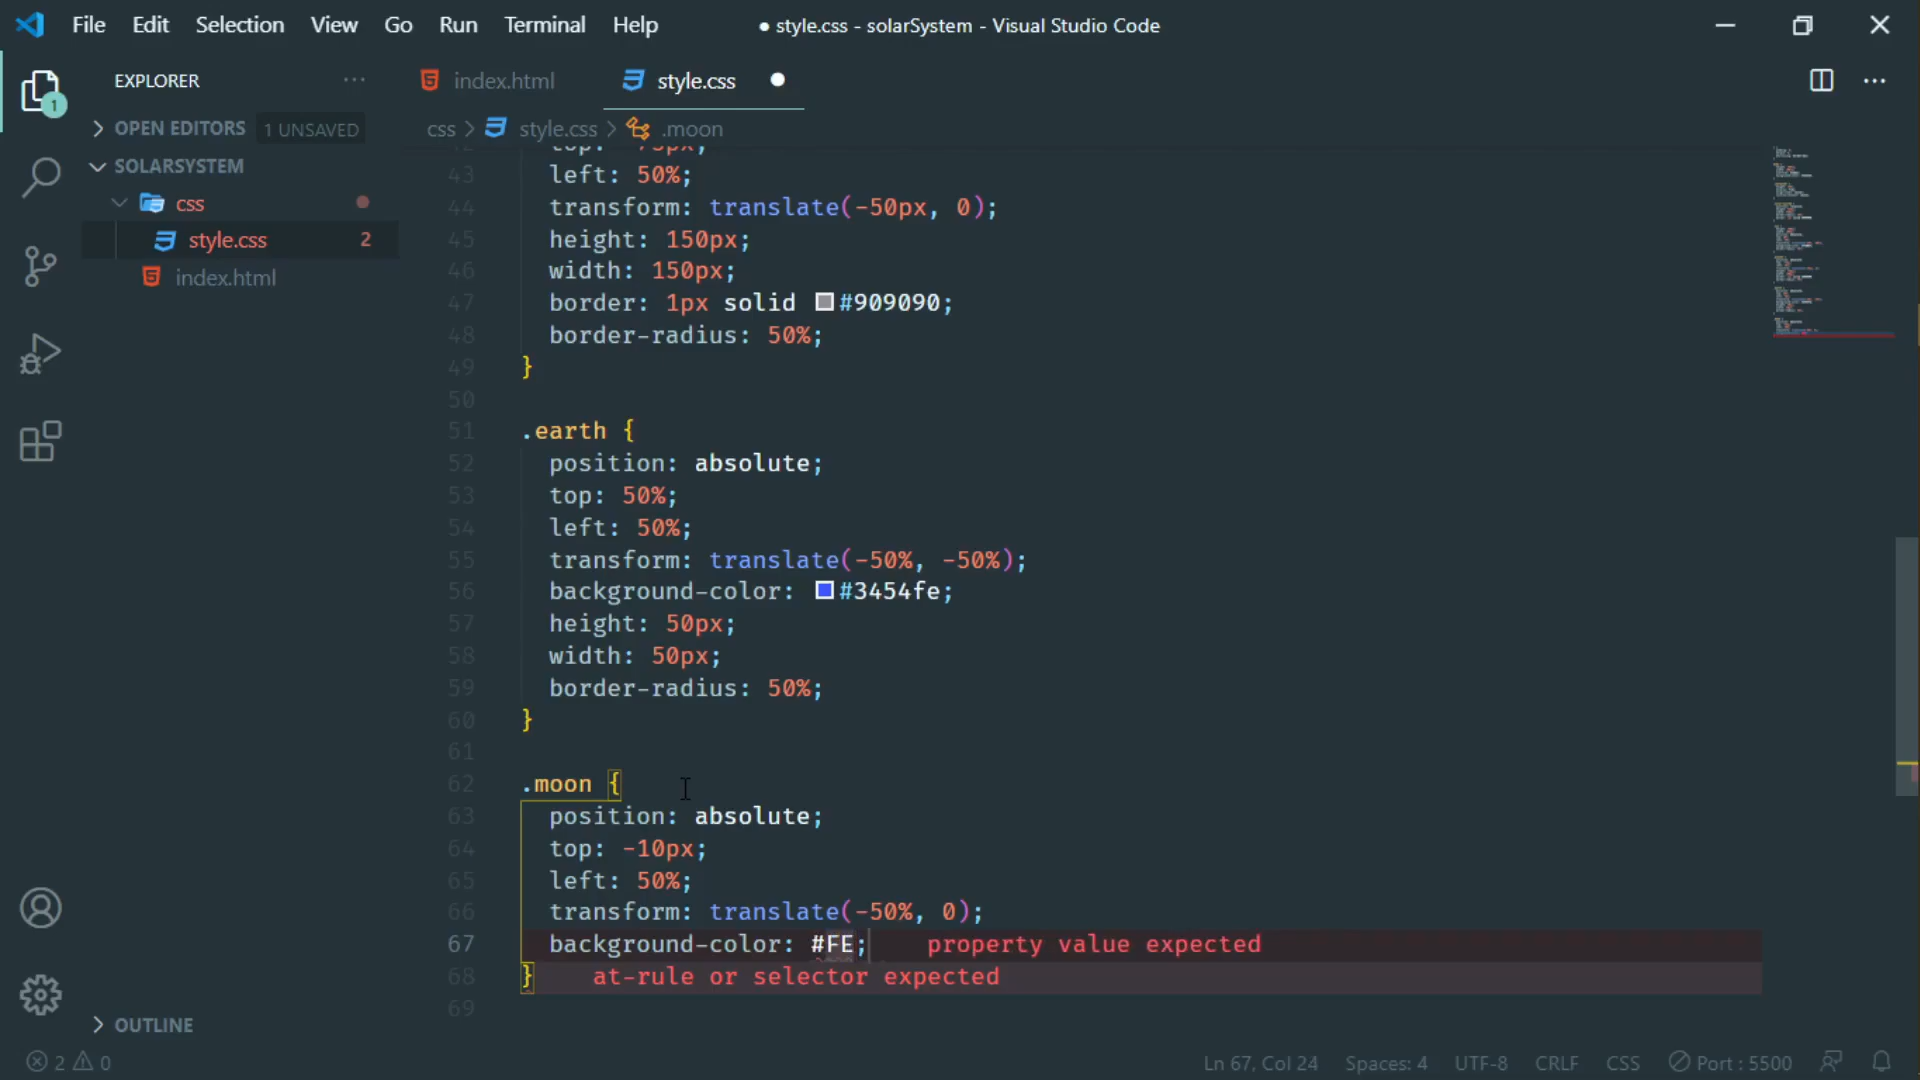 File Edit Selection View Go Run Terminal Help
● style.css - solarSystem - Visual Studio Code
1
EXPLORER
OPEN EDITORS 1 UNSAVED
SOLARSYSTEM
css
style.css 2
index.html
OUTLINE
index.html
style.css
css > style.css > .moon
43 left: 50%;
44 transform: translate(-50px, 0);
45 height: 150px;
46 width: 150px;
47 border: 1px solid #909090;
48 border-radius: 50%;
49 }
50
51 .earth {
52 position: absolute;
53 top: 50%;
54 left: 50%;
55 transform: translate(-50%, -50%);
56 background-color: #3454fe;
57 height: 50px;
58 width: 50px;
59 border-radius: 50%;
60 }
61
62 .moon {
63 position: absolute;
64 top: -10px;
65 left: 50%;
66 transform: translate(-50%, 0);
67 background-color: #FE; property value expected
68 } at-rule or selector expected
69
2 0
Ln 67, Col 24 Spaces: 4 UTF-8 CRLF CSS Port : 5500